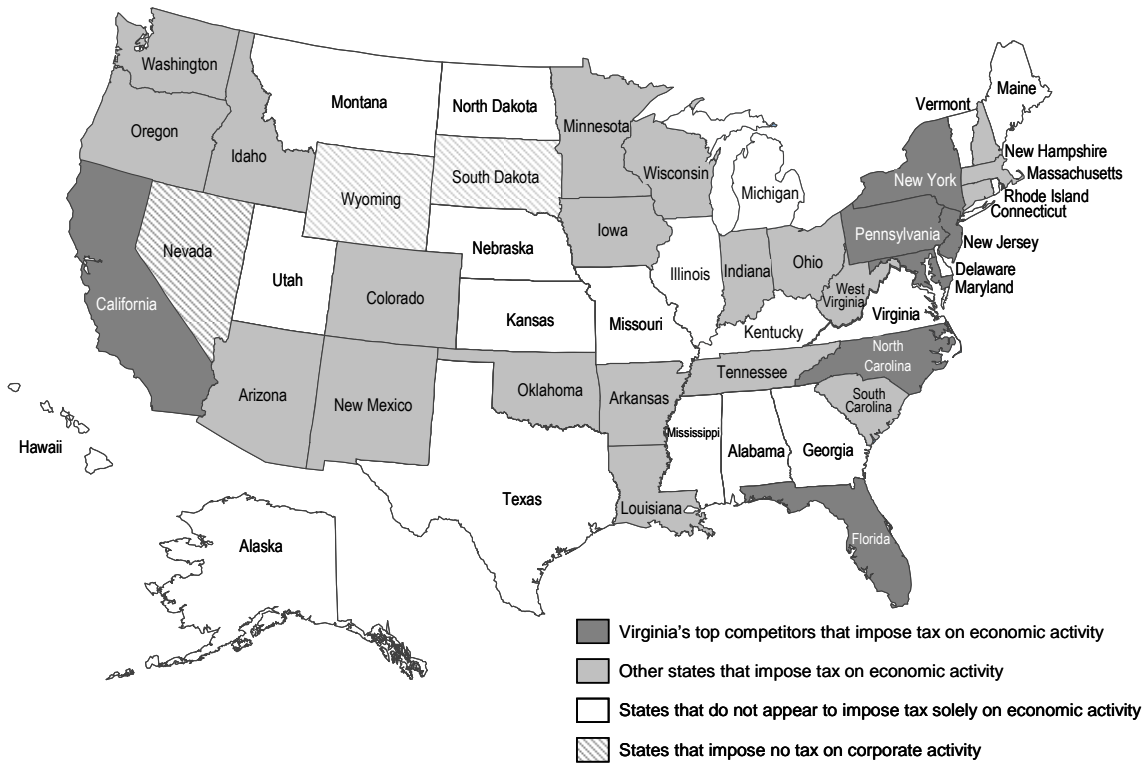 Washington
Montana
North Dakota
Minnesota
Maine
Vermont
Oregon
Idaho
Wisconsin
New Hampshire
South Dakota
Wyoming
Michigan
New York
Massachusetts
Rhode Island
Connecticut
Iowa
Pennsylvania
New Jersey
Nevada
Nebraska
Utah
Illinois
Indiana
Ohio
Delaware
Maryland
California
Colorado
West
Virginia
Virginia
Kansas
Missouri
Kentucky
North
Carolina
Tennessee
Arizona
New Mexico
Oklahoma
Arkansas
South
Carolina
Mississippi
Alabama
Georgia
Hawaii
Texas
Louisiana
Florida
Alaska
Virginia's top competitors that impose tax on economic activity
Other states that impose tax on economic activity
States that do not appear to impose tax solely on economic activity
States that impose no tax on corporate activity